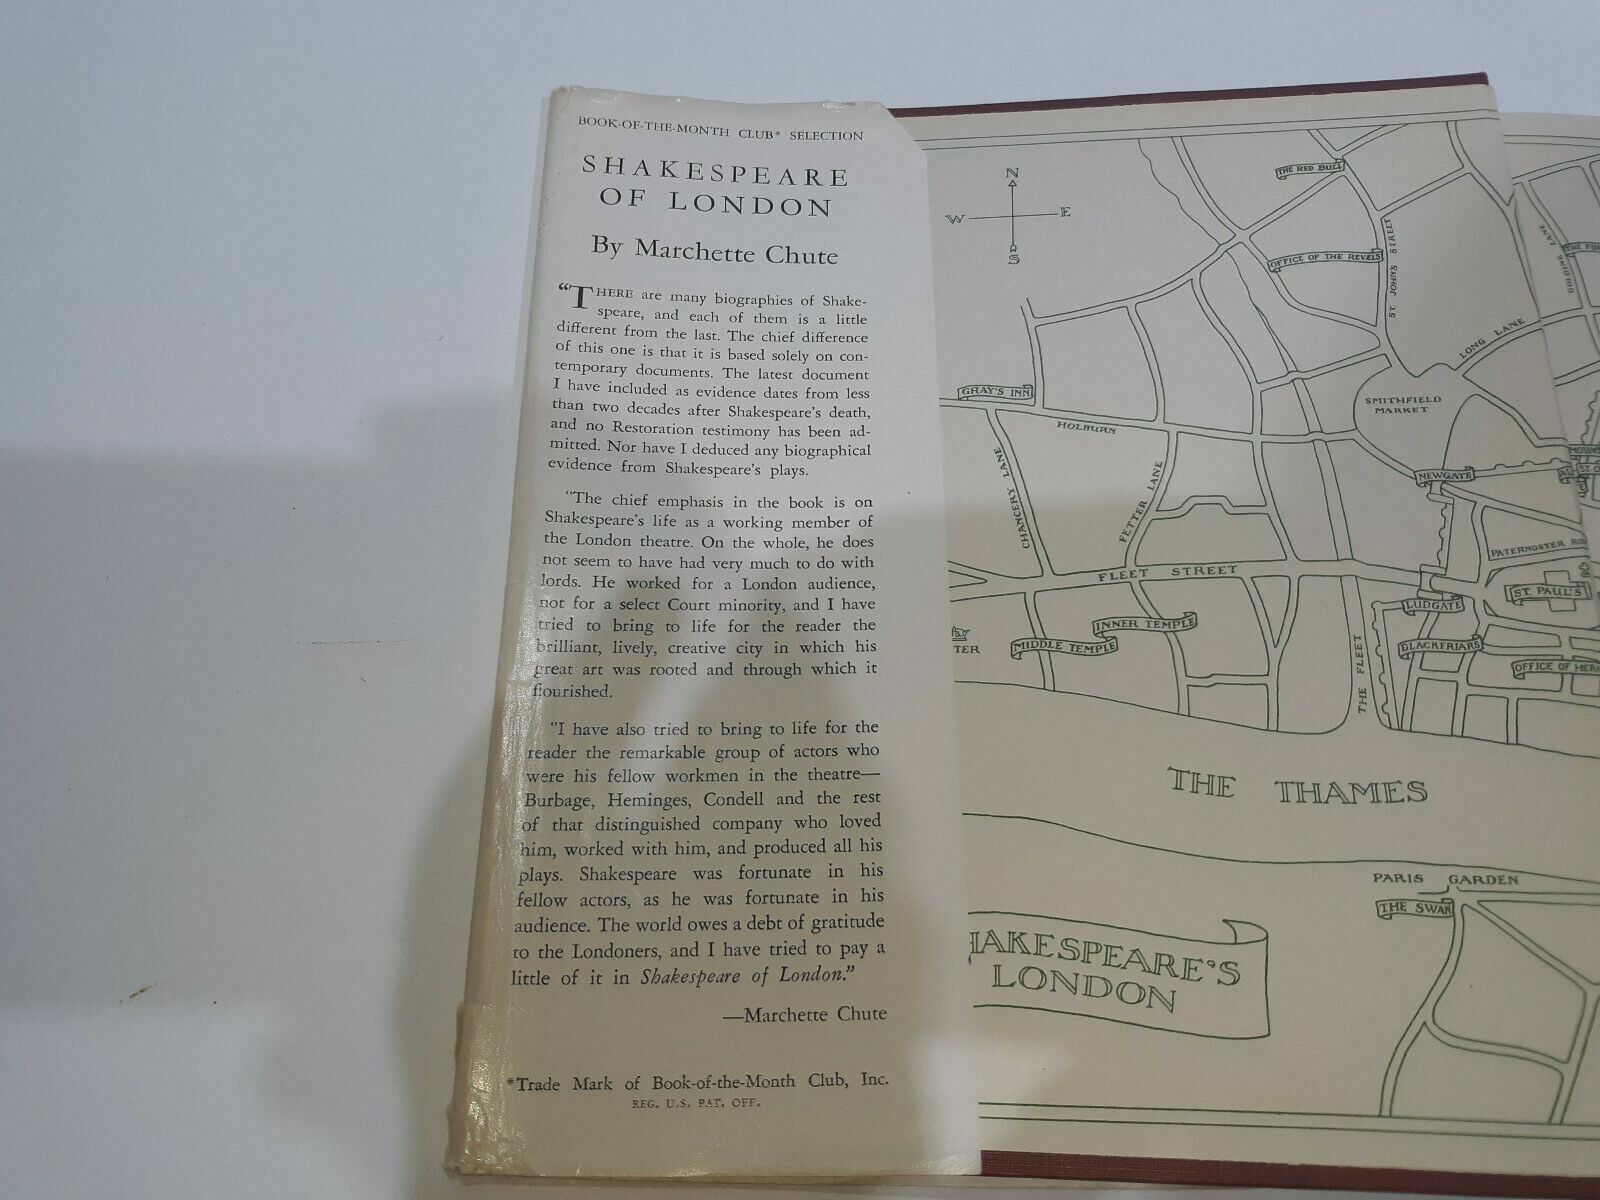 BOOK-OF-THE-MONTH CLUB* SELECTION
SHAKESPEARE
OF LONDON
By Marchette Chute
"THERE are many biographies of Shake-
speare, and each of them is a little
different from the last. The chief difference
of this one is that it is based solely on con-
temporary documents. The latest document
I have included as evidence dates from less
than two decades after Shakespeare's death,
and no Restoration testimony has been ad-
mitted. Nor have I deduced any biographical
evidence from Shakespeare's plays.
"The chief emphasis in the book is on
Shakespeare's life as a working member of
the London theatre. On the whole, he does
not seem to have had very much to do with
lords. He worked for a London audience,
not for a select Court minority, and I have
tried to bring to life for the reader the
brilliant, lively, creative city in which his
great art was rooted and through which it
flourished.
"I have also tried to bring to life for the
reader the remarkable group of actors who
were his fellow workmen in the theatre—
Burbage, Heminges, Condell and the rest
of that distinguished company who loved
him, worked with him, and produced all his
plays. Shakespeare was fortunate in his
fellow actors, as he was fortunate in his
audience. The world owes a debt of gratitude
to the Londoners, and I have tried to pay a
little of it in Shakespeare of London."
—Marchette Chute
*Trade Mark of Book-of-the-Month Club, Inc.
REG. U.S. PAT. OFF.
N
W E
S
THE RED BULL
OFFICE OF THE REVELS
ST. JOHN'S STREET
LANE
GOLDING
THE FOR
LONG LANE
GRAY'S INN
SMITHFIELD
MARKET
HOLBURN
CHANCERY LANE
FETTER LANE
NEWGATE
MOUN
PATERNOSTER RO
FLEET STREET
ST. PAUL'S
LUDGATE
INNER TEMPLE
MIDDLE TEMPLE
TER
BLACKFRIARS
THE FLEET
OFFICE OF HER
THE THAMES
PARIS GARDEN
THE SWAN
HAKESPEARE'S
LONDON